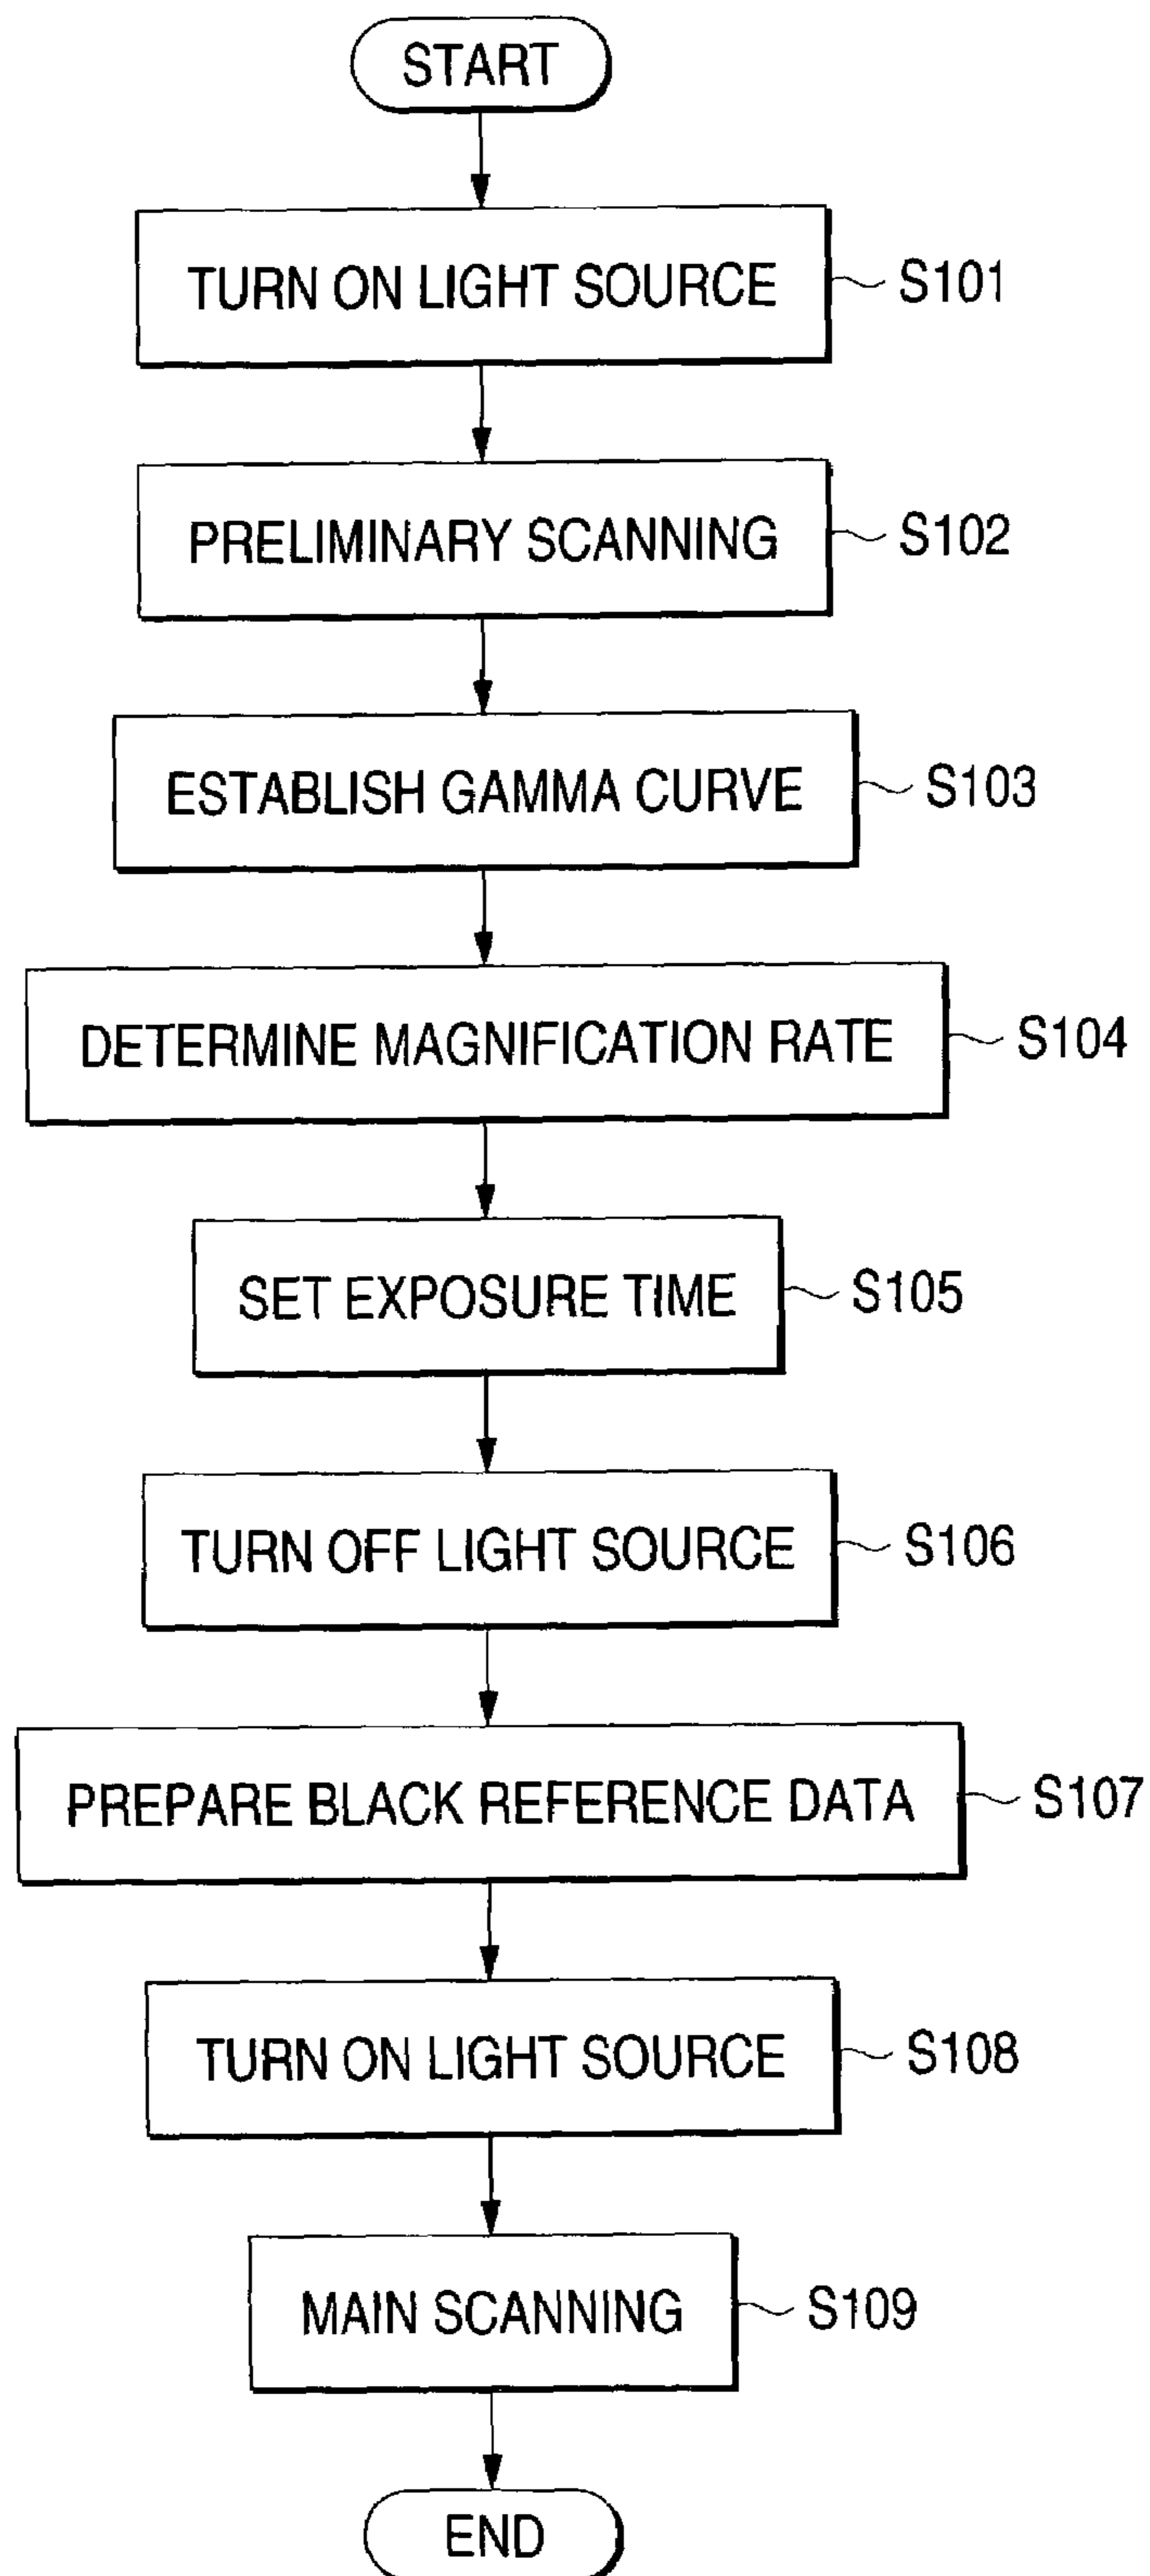 START
TURN ON LIGHT SOURCE S101
PRELIMINARY SCANNING S102
ESTABLISH GAMMA CURVE S103
DETERMINE MAGNIFICATION RATE S104
SET EXPOSURE TIME S105
TURN OFF LIGHT SOURCE S106
PREPARE BLACK REFERENCE DATA S107
TURN ON LIGHT SOURCE S108
MAIN SCANNING S109
END